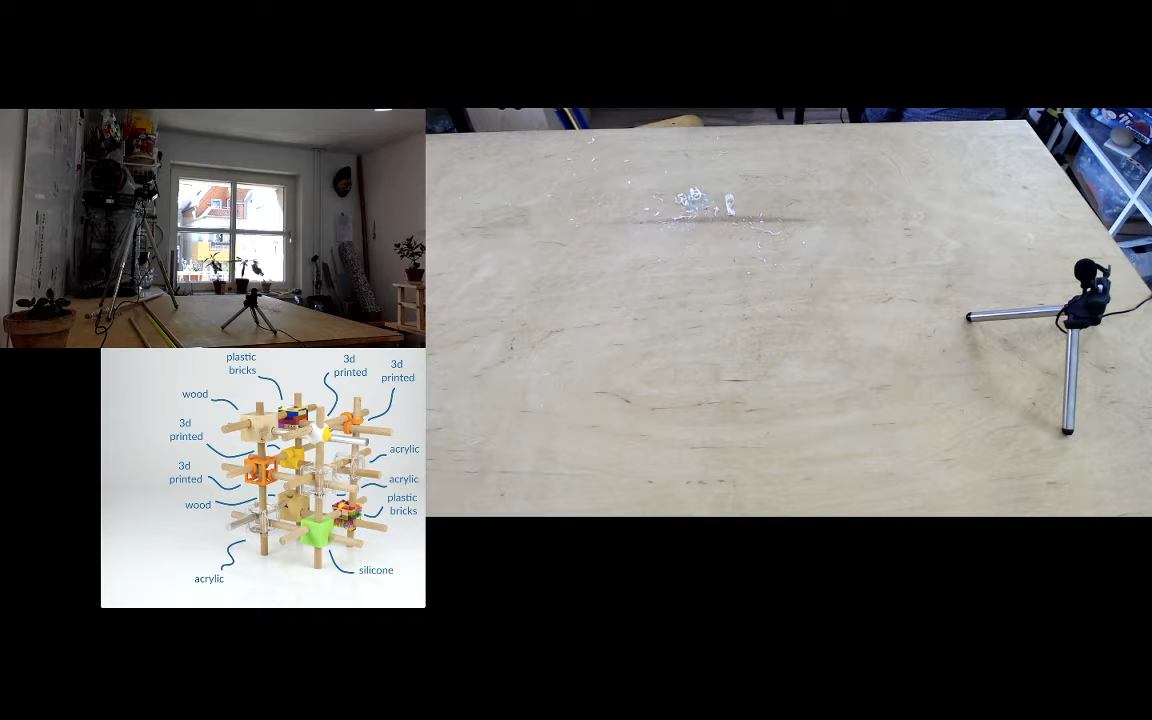 plastic
bricks
3d
printed
3d
printed
wood
3d
printed
acrylic
3d
printed
acrylic
wood
plastic
bricks
silicone
acrylic